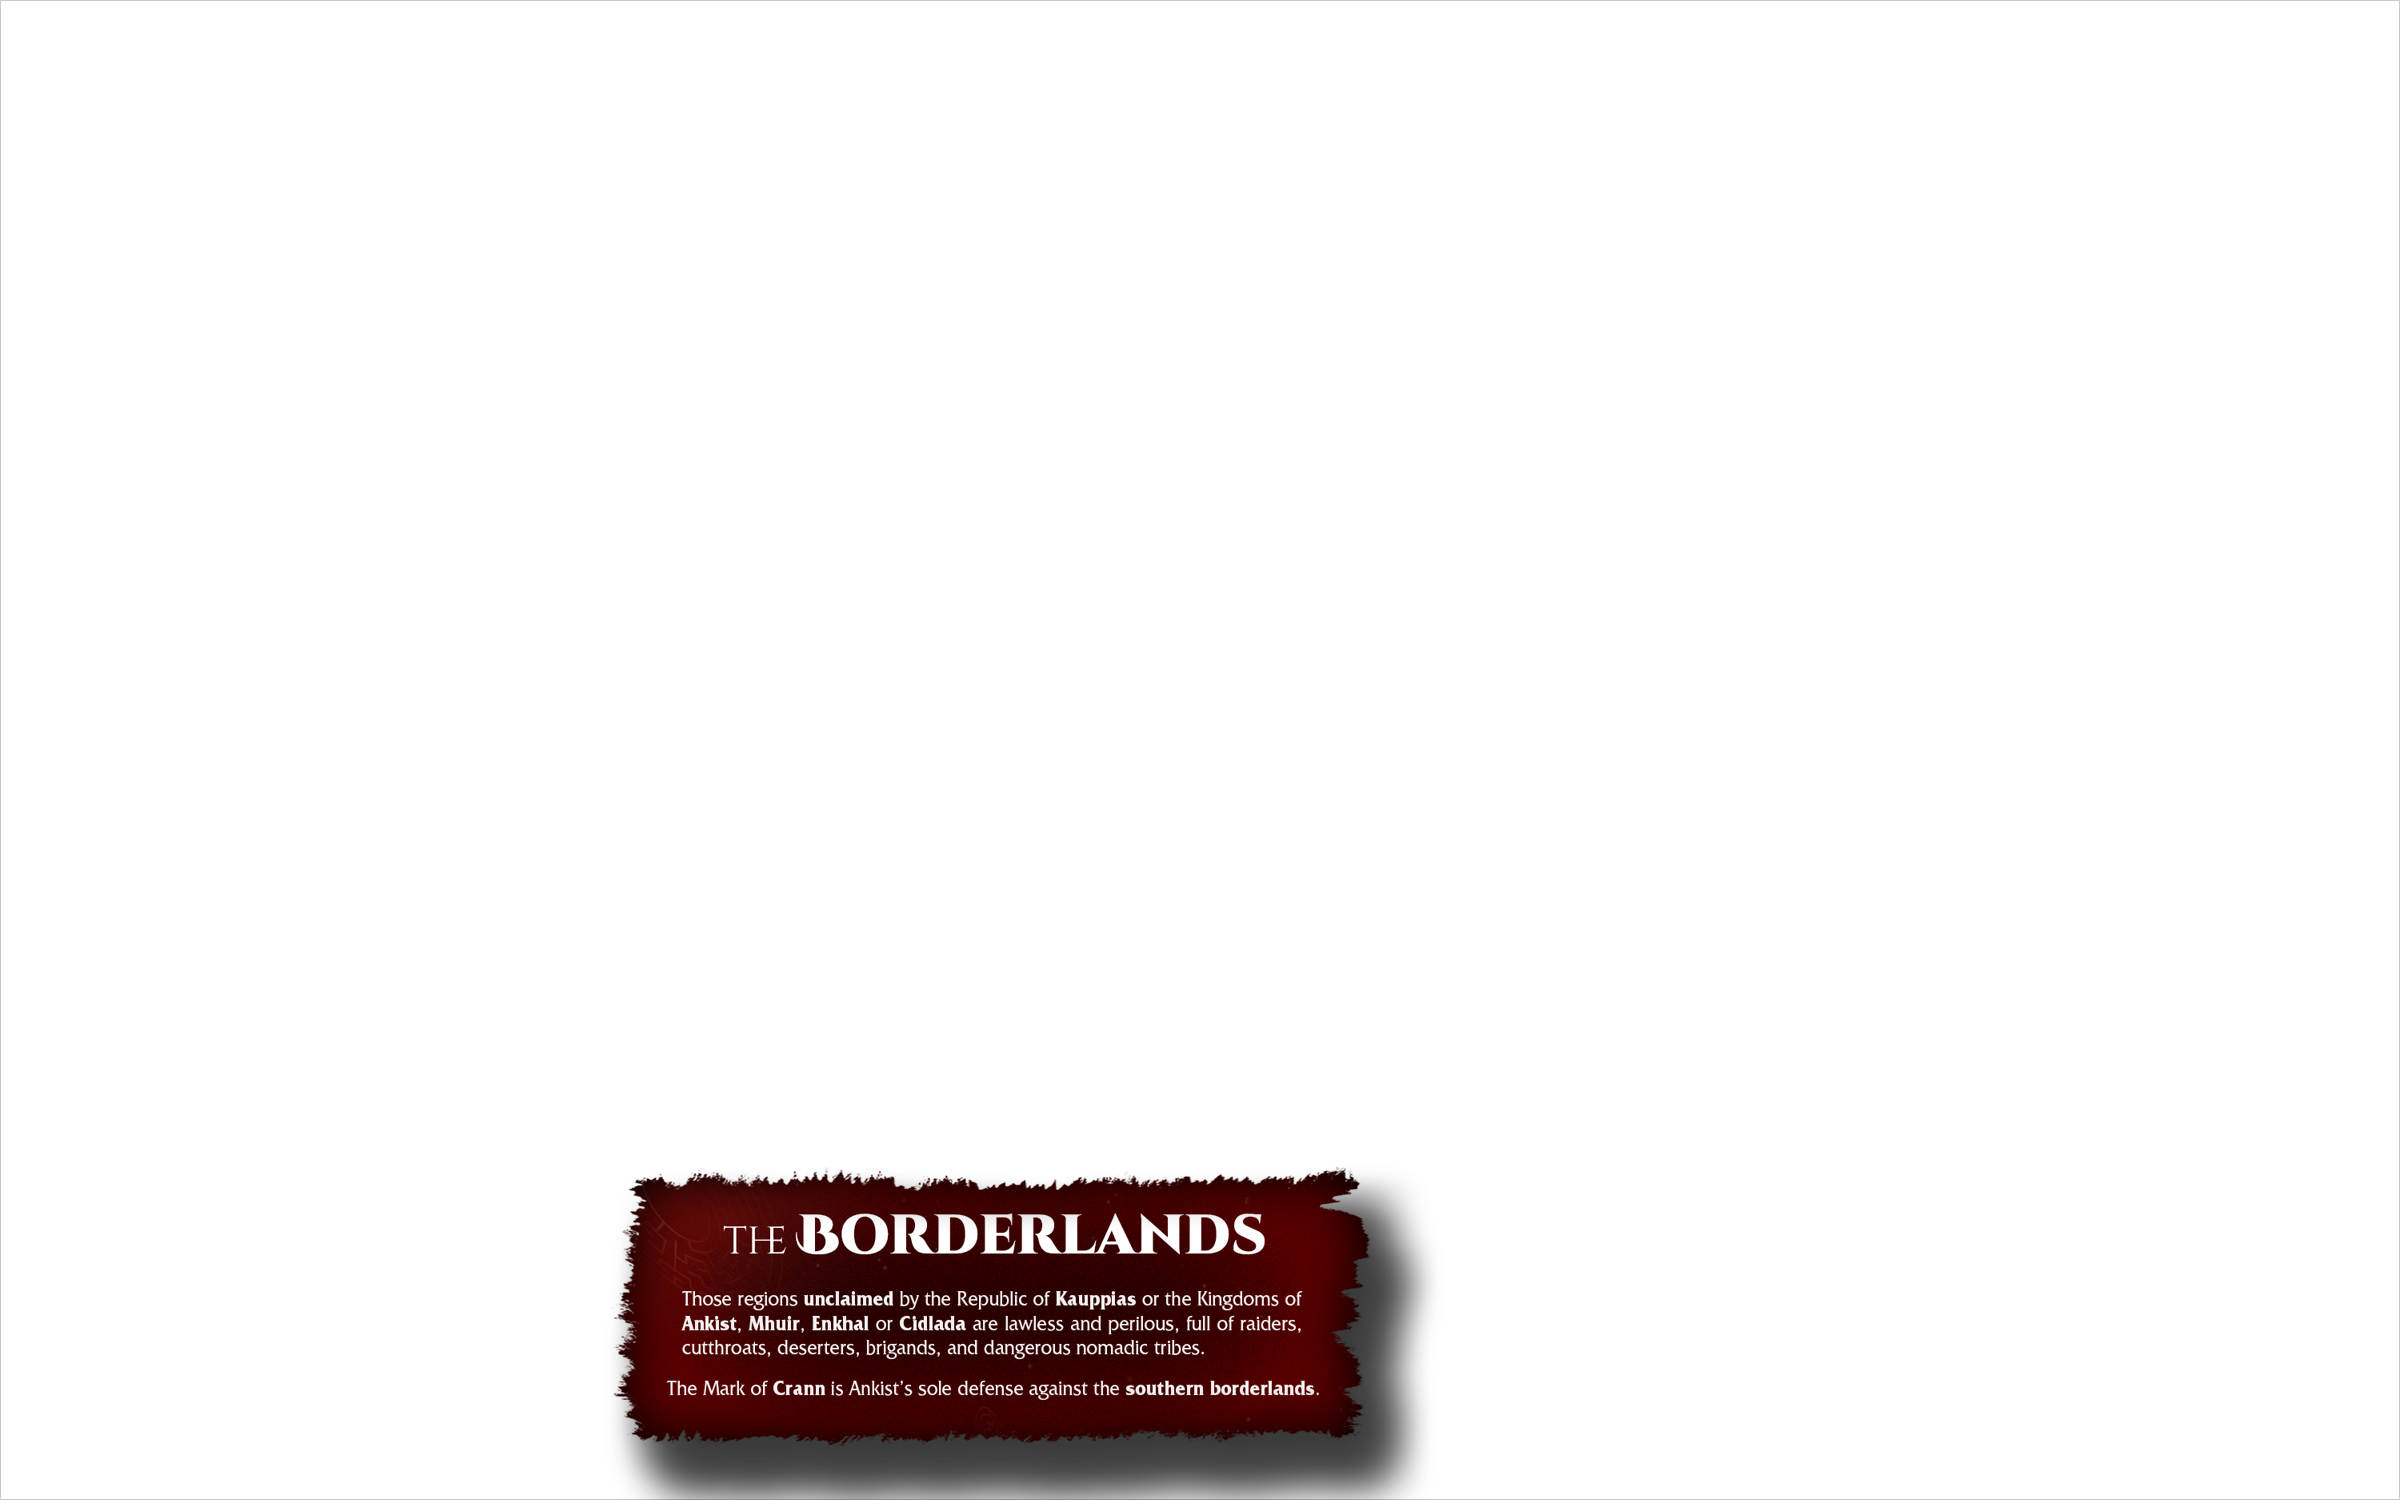 THE BORDERLANDS
Those regions unclaimed by the Republic of Kauppias or the Kingdoms of
Ankist, Mhuir, Enkhal or Cidlada are lawless and perilous, full of raiders,
cutthroats, deserters, brigands, and dangerous nomadic tribes.
The Mark of Crann is Ankist’s sole defense against the southern borderlands.